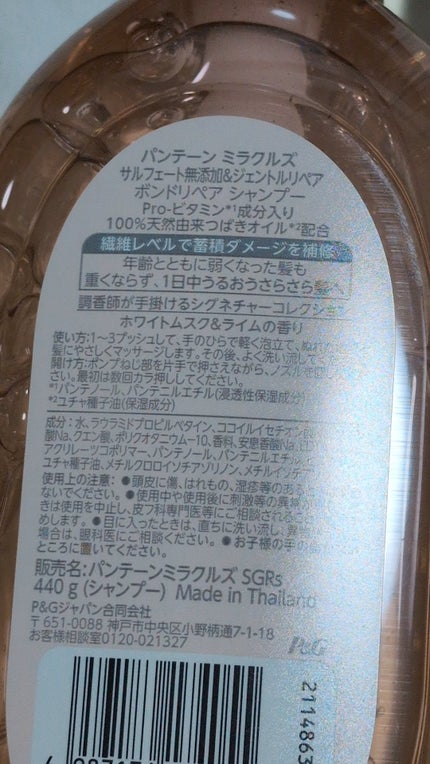 パンテーン ミラクルズ
サルフェート無添加&ジェントルリペア
ボンドリペア シャンプー
Pro-ビタミン*¹成分入り
100%天然由来つばきオイル*²配合
繊維レベルで蓄積ダメージを補修
年齢とともに弱くなった髪も
重くならず、1日中うるおうさらさら髪へ
調香師が手掛けるシグネチャーコレクショ
ホワイトムスク&ライムの香り
使い方:1~3プッシュして、手のひらで軽く泡立て、ぬれた
髪にやさしくマッサージします。その後、よく洗い流して
開け方:ポンプねじ部を片手で押さえながら、ノズルを
さい。最初は数回カラ押ししてください。
*¹パンテノール、パンテニルエチル(浸透性保湿成分)
*²ユチャ種子油(保湿成分)
成分:水、ラウラミドプロピルベタイン、ココイルイセチオン
酸Na、クエン酸、ポリクオタニウム-10、香料、安息香酸Na、
アクリレーツコポリマー、パンテノール、パンテニルエチル
ユチャ種子油、メチルクロロイソチアゾリノン、メチルイソチ
使用上の注意:●頭皮に傷、はれもの、湿疹等のあ
ないでください。●使用中や使用後に刺激等の異常が
きは使用を中止し、皮フ科専門医等にご相談される
めします。●目に入ったときは、直ちに洗い流し、
場合は、眼科医にご相談ください。●お子様の手の
ところに置いてください。
販売名:パンテーンミラクルズ SGRs
440 g (シャンプー) Made in Thailand
P&Gジャパン合同会社
〒651-0088 神戸市中央区小野柄通7-1-18
お客様相談室0120-021327
P&G
2114863